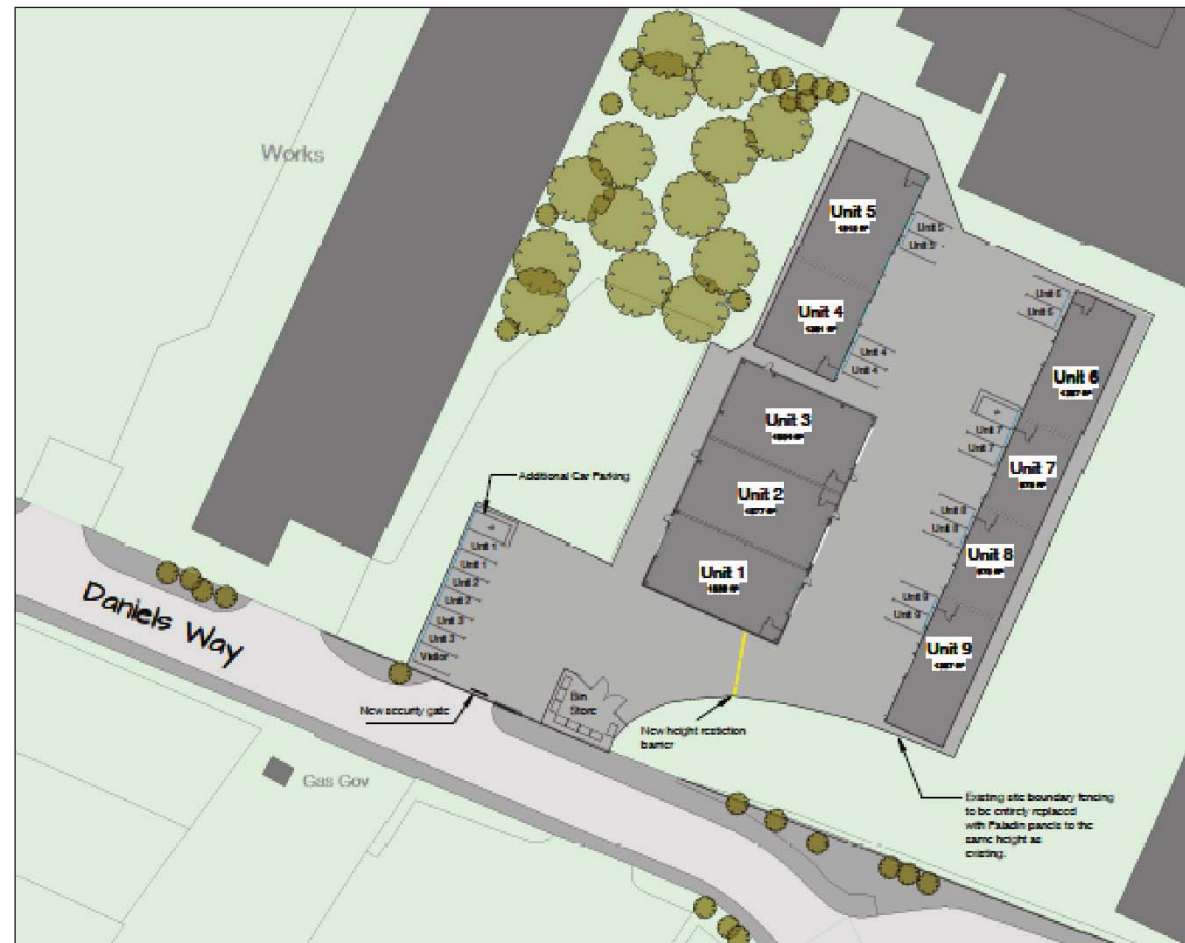 Works
Unit 5
Unit 5
Unit 5
Unit 4
Unit 4
Unit 4
Unit 6
Unit 6
Unit 6
Unit 3
Unit 7
Unit 7
Unit 7
Unit 2
Additional Car Parking
Unit 8
Unit 8
Unit 8
Unit 1
Unit 1
Unit 1
Unit 2
Unit 2
Unit 3
Unit 3
Visitor
Unit 9
Unit 9
Unit 9
Daniels Way
New security gate
Bin
Store
New height restiction
barrier
Gas Gov
Existing site boundary fencing
to be entirely replaced
with Paladin panels to the
same height as
existing.